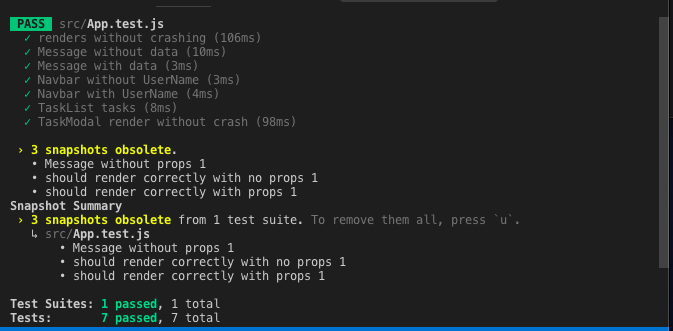 PASS src/App.test.js
✓ renders without crashing (106ms)
✓ Message without data (10ms)
✓ Message with data (3ms)
✓ Navbar without UserName (3ms)
✓ Navbar with UserName (4ms)
✓ TaskList tasks (8ms)
✓ TaskModal render without crash (98ms)
› 3 snapshots obsolete.
• Message without props 1
• should render correctly with no props 1
• should render correctly with props 1
Snapshot Summary
› 3 snapshots obsolete from 1 test suite. To remove them all, press `u`.
↳ src/App.test.js
• Message without props 1
• should render correctly with no props 1
• should render correctly with props 1
Test Suites: 1 passed, 1 total
Tests: 7 passed, 7 total